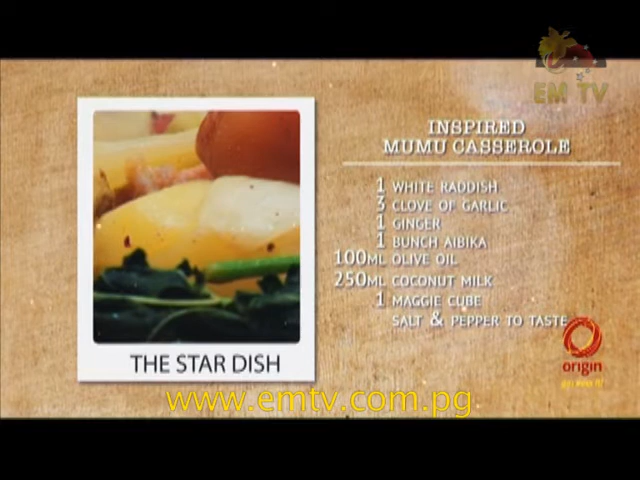 EM TV
INSPIRED
MUMU CASSEROLE
1 WHITE RADDISH
3 CLOVE OF GARLIC
1 GINGER
1 BUNCH AIBIKA
100ML OLIVE OIL
250ML COCONUT MILK
1 MAGGIE CUBE
SALT & PEPPER TO TASTE
THE STAR DISH
origin
www.emtv.com.pg